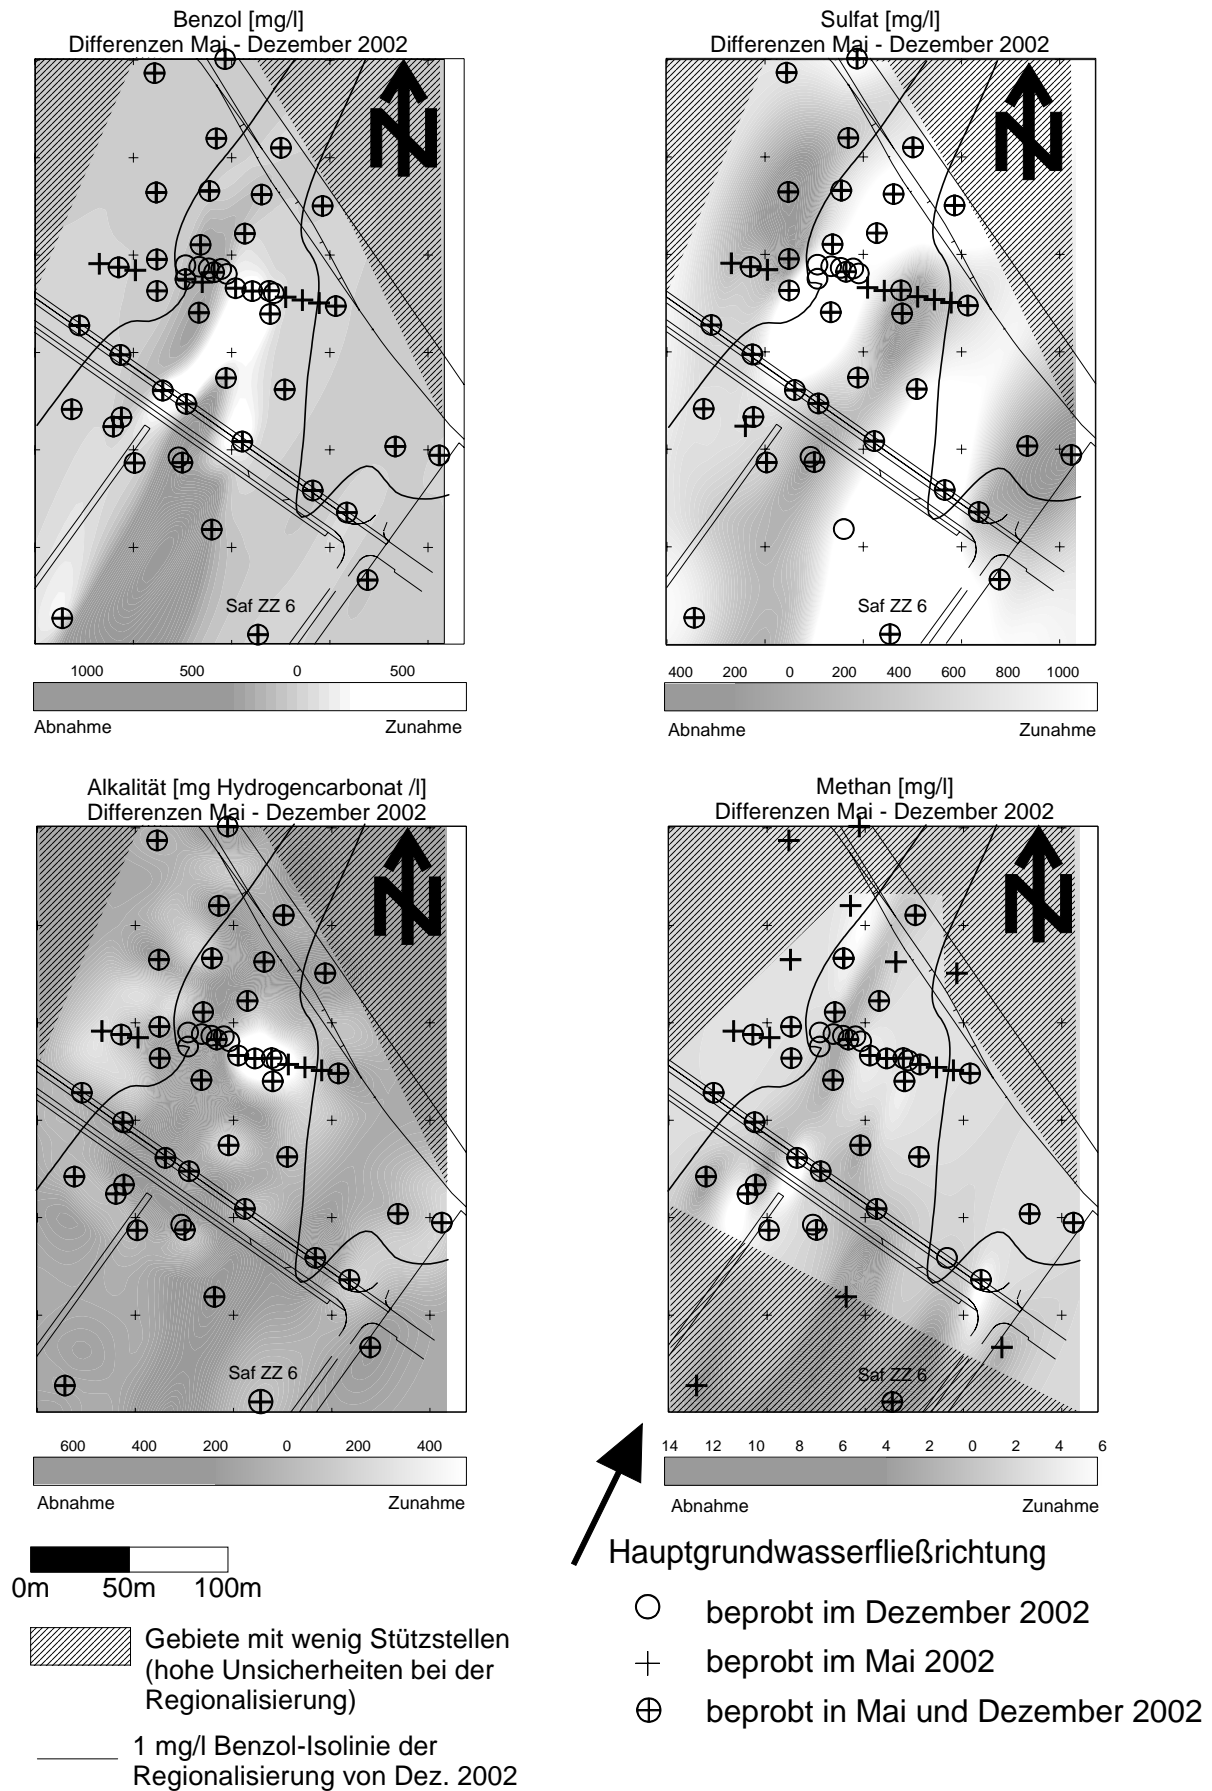 Benzol [mg/l]
Differenzen Mai - Dezember 2002
N
Saf ZZ 6
1000 500 0 500
Abnahme Zunahme
Sulfat [mg/l]
Differenzen Mai - Dezember 2002
N
Saf ZZ 6
400 200 0 200 400 600 800 1000
Abnahme Zunahme
Alkalität [mg Hydrogencarbonat /l]
Differenzen Mai - Dezember 2002
N
Saf ZZ 6
600 400 200 0 200 400
Abnahme Zunahme
Methan [mg/l]
Differenzen Mai - Dezember 2002
N
Saf ZZ 6
14 12 10 8 6 4 2 0 2 4 6
Abnahme Zunahme
0m 50m 100m
Gebiete mit wenig Stützstellen
(hohe Unsicherheiten bei der
Regionalisierung)
1 mg/l Benzol-Isolinie der
Regionalisierung von Dez. 2002
Hauptgrundwasserfließrichtung
beprobt im Dezember 2002
beprobt im Mai 2002
beprobt in Mai und Dezember 2002